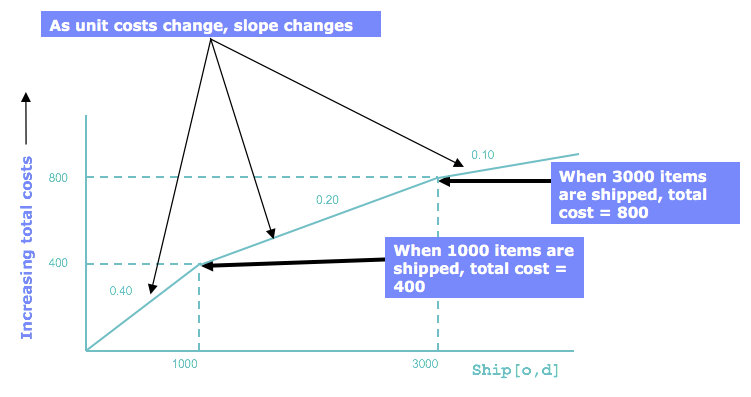 As unit costs change, slope changes
Increasing total costs
800
0.10
When 3000 items
are shipped, total
cost = 800
0.20
400
When 1000 items are
shipped, total cost =
400
0.40
1000
3000
Ship[o,d]